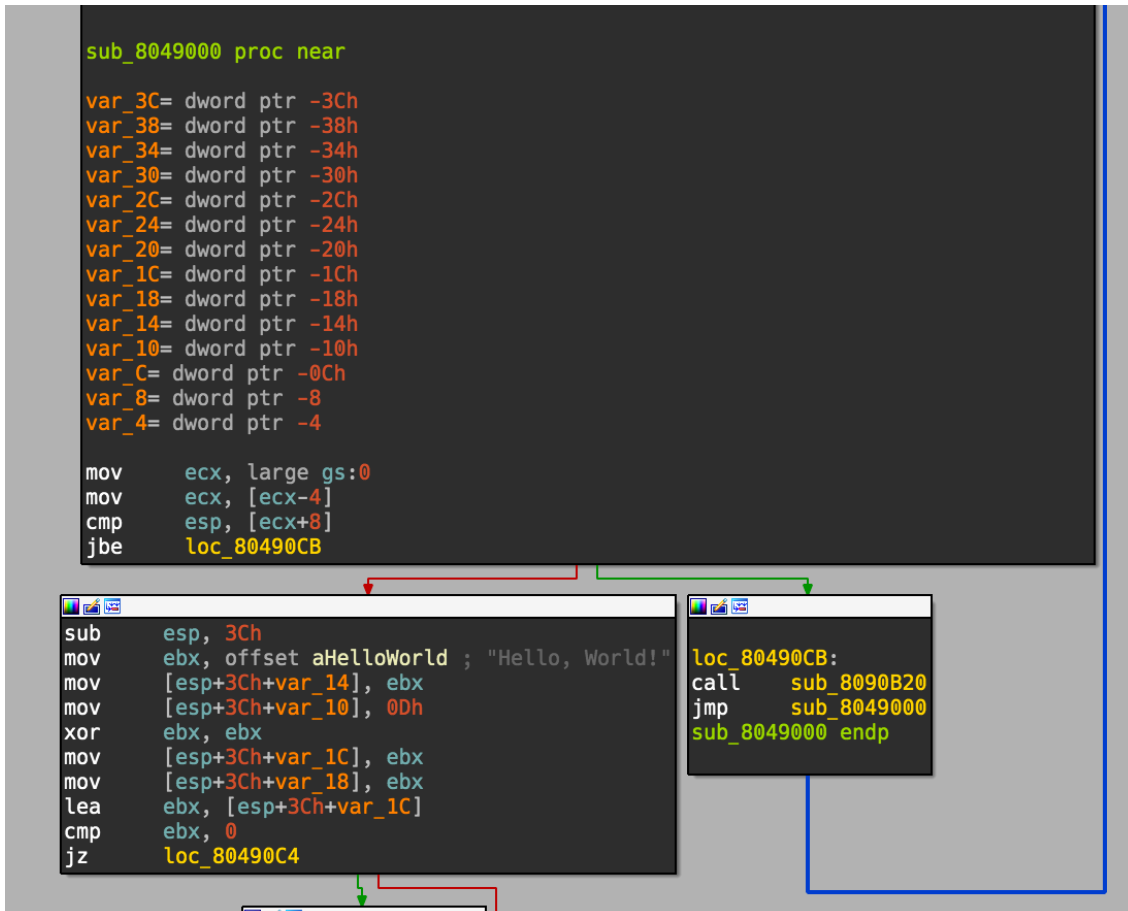 sub_8049000 proc near
var_3C= dword ptr -3Ch
var_38= dword ptr -38h
var_34= dword ptr -34h
var_30= dword ptr -30h
var_2C= dword ptr -2Ch
var_24= dword ptr -24h
var_20= dword ptr -20h
var_1C= dword ptr -1Ch
var_18= dword ptr -18h
var_14= dword ptr -14h
var_10= dword ptr -10h
var_C= dword ptr -0Ch
var_8= dword ptr -8
var_4= dword ptr -4
mov ecx, large gs:0
mov ecx, [ecx-4]
cmp esp, [ecx+8]
jbe loc_80490CB
sub esp, 3Ch
mov ebx, offset aHelloWorld ; "Hello, World!"
mov [esp+3Ch+var_14], ebx
mov [esp+3Ch+var_10], 0Dh
xor ebx, ebx
mov [esp+3Ch+var_1C], ebx
mov [esp+3Ch+var_18], ebx
lea ebx, [esp+3Ch+var_1C]
cmp ebx, 0
jz loc_80490C4
loc_80490CB:
call sub_8090B20
jmp sub_8049000
sub_8049000 endp